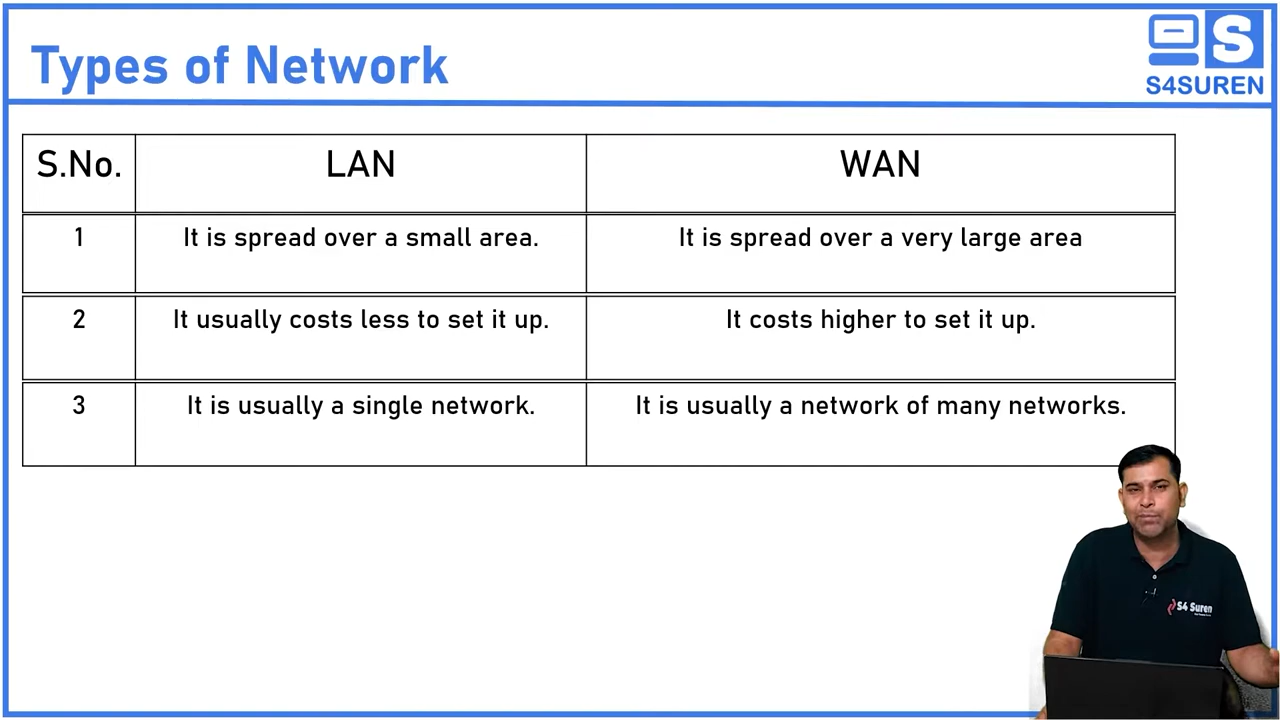 Types of Network
S
S4SUREN
S.No. LAN WAN
1 It is spread over a small area. It is spread over a very large area
2 It usually costs less to set it up. It costs higher to set it up.
3 It is usually a single network. It is usually a network of many networks.
S4 Suren